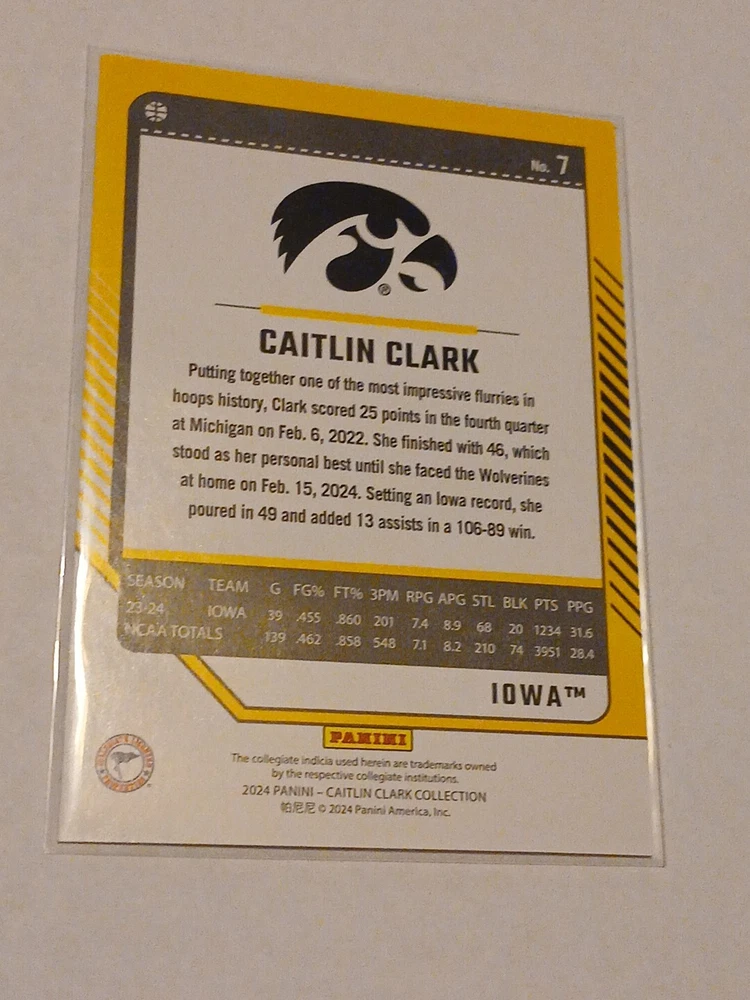 No. 7
®
CAITLIN CLARK
Putting together one of the most impressive flurries in
hoops history, Clark scored 25 points in the fourth quarter
at Michigan on Feb. 6, 2022. She finished with 46, which
stood as her personal best until she faced the Wolverines
at home on Feb. 15, 2024. Setting an Iowa record, she
poured in 49 and added 13 assists in a 106-89 win.
SEASON TEAM G FG% FT% 3PM RPG APG STL BLK PTS PPG
23-24 IOWA 39 .455 .860 201 7.4 8.9 68 20 1234 31.6
NCAA TOTALS 139 .462 .858 548 7.1 8.2 210 74 3951 28.4
IOWA™
PANINI
The collegiate indicia used herein are trademarks owned
by the respective collegiate institutions.
2024 PANINI – CAITLIN CLARK COLLECTION
帕尼尼 © 2024 Panini America, Inc.